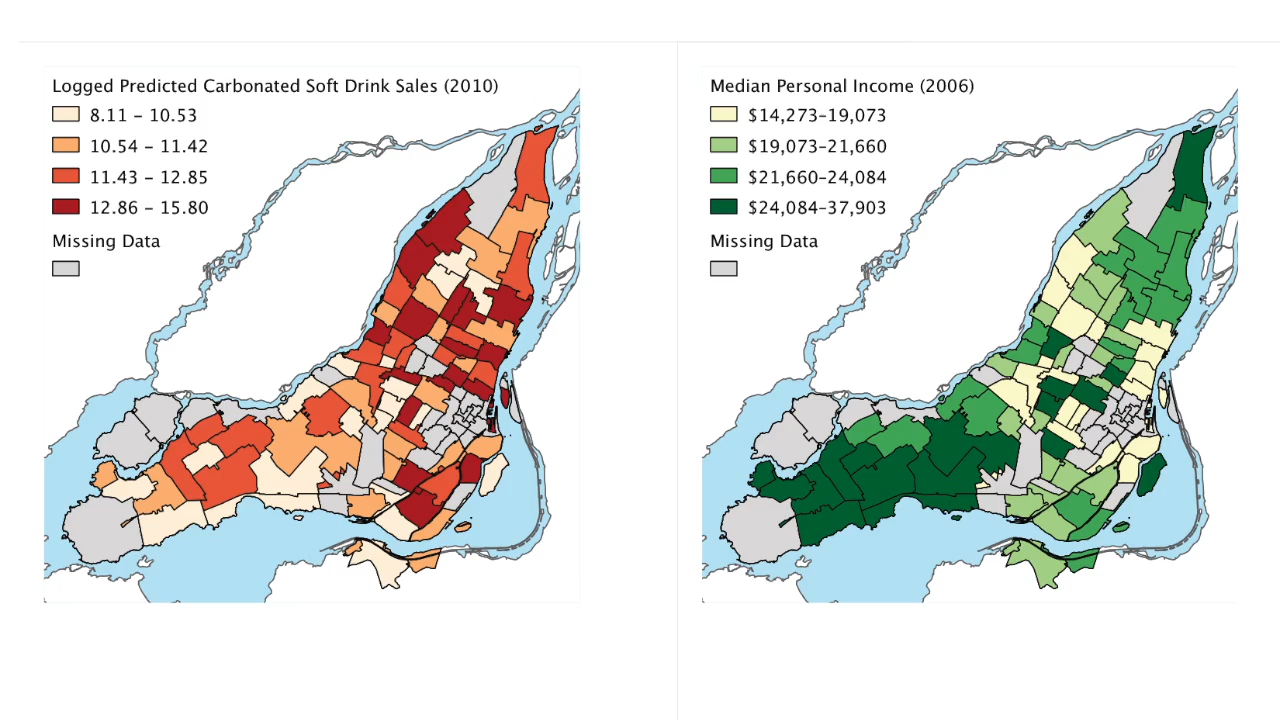 Logged Predicted Carbonated Soft Drink Sales (2010)
8.11 – 10.53
10.54 – 11.42
11.43 – 12.85
12.86 – 15.80
Missing Data
Median Personal Income (2006)
$14,273–19,073
$19,073–21,660
$21,660–24,084
$24,084–37,903
Missing Data